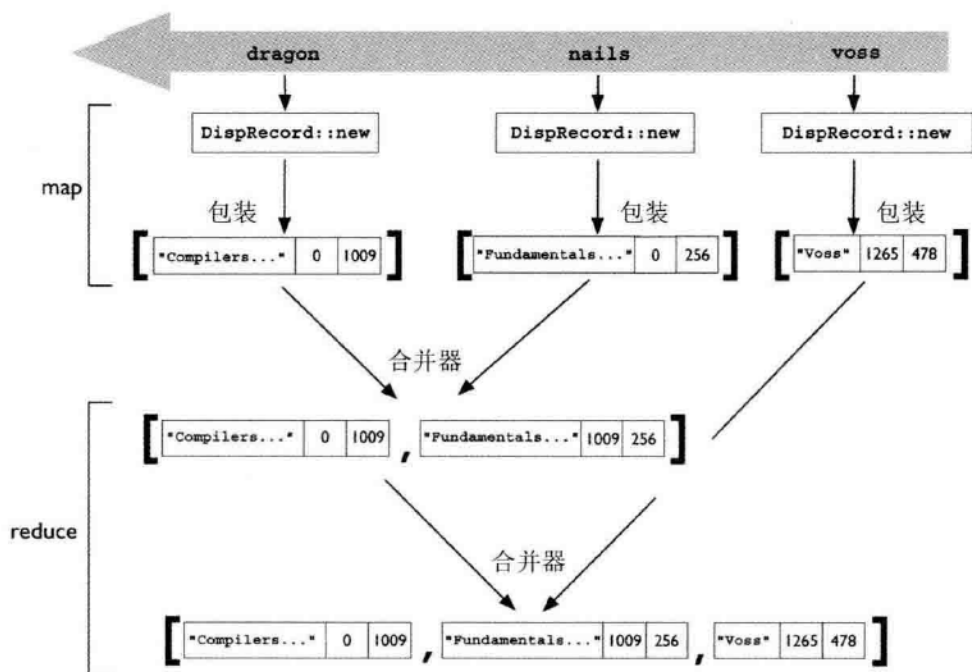 dragon nails voss
DispRecord::new DispRecord::new DispRecord::new
map
包装 包装 包装
["Compilers..." 0 1009] ["Fundamentals..." 0 256] ["Voss" 1265 478]
合并器
["Compilers..." 0 1009 , "Fundamentals..." 1009 256]
reduce
合并器
["Compilers..." 0 1009 , "Fundamentals..." 1009 256 , "Voss" 1265 478]